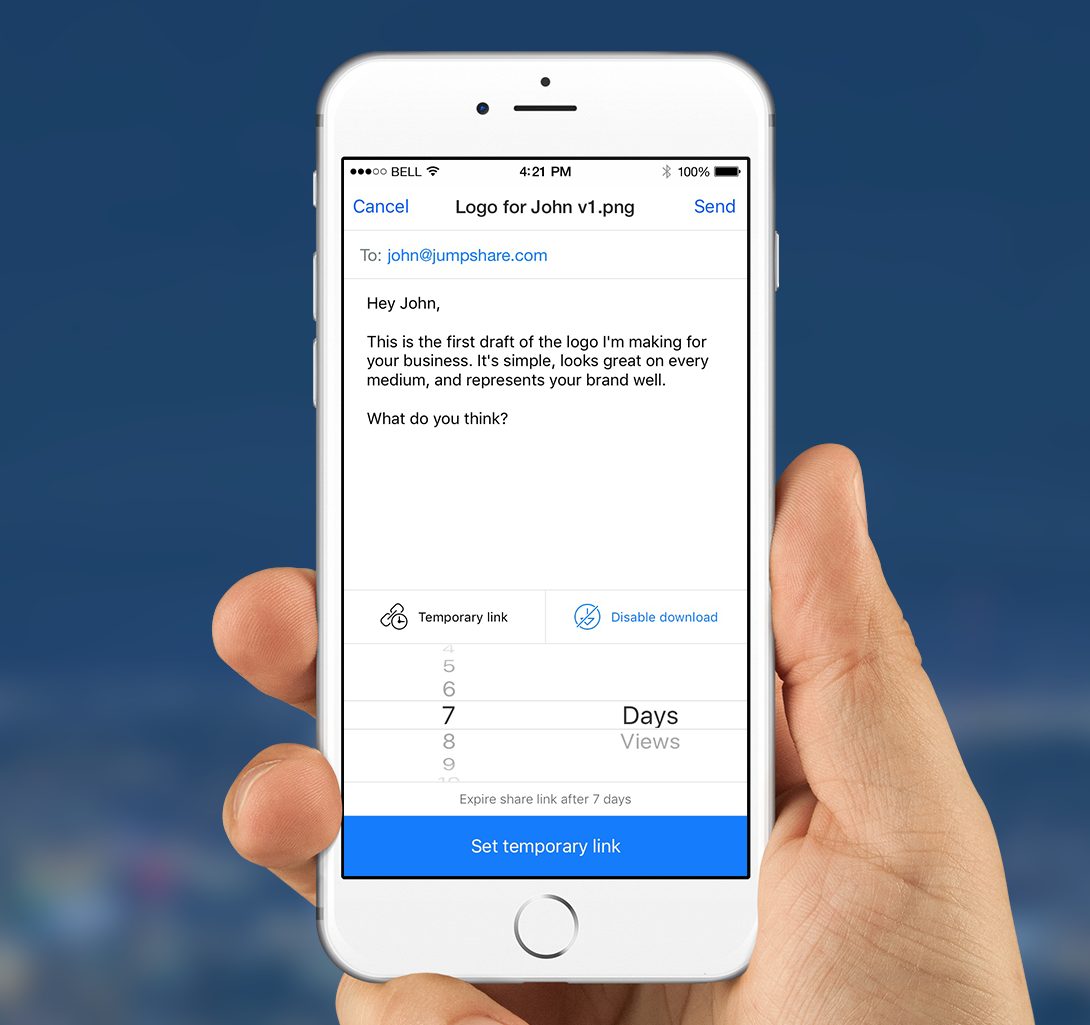 BELL 4:21 PM 100%
Cancel Logo for John v1.png Send
To: john@jumpshare.com
Hey John,
This is the first draft of the logo I'm making for
your business. It's simple, looks great on every
medium, and represents your brand well.
What do you think?
Temporary link Disable download
4
5
6
7 Days
8 Views
9
10
Expire share link after 7 days
Set temporary link